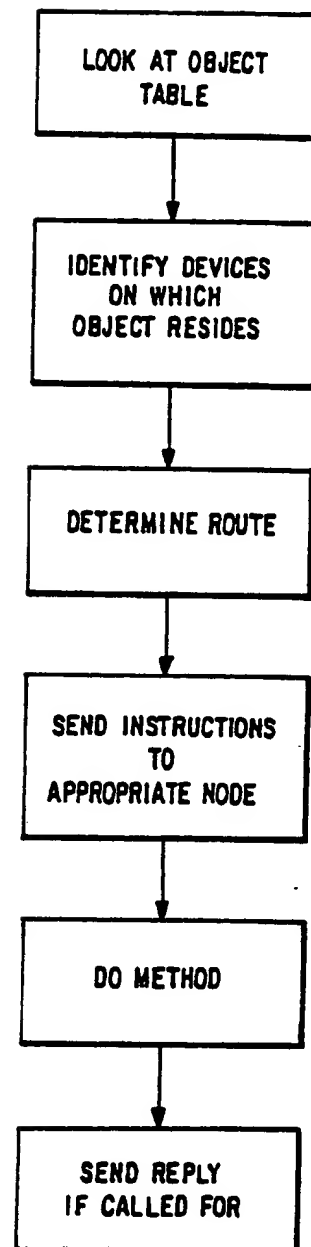 LOOK AT OBJECT
TABLE
IDENTIFY DEVICES
ON WHICH
OBJECT RESIDES
DETERMINE ROUTE
SEND INSTRUCTIONS
TO
APPROPRIATE NODE
DO METHOD
SEND REPLY
IF CALLED FOR